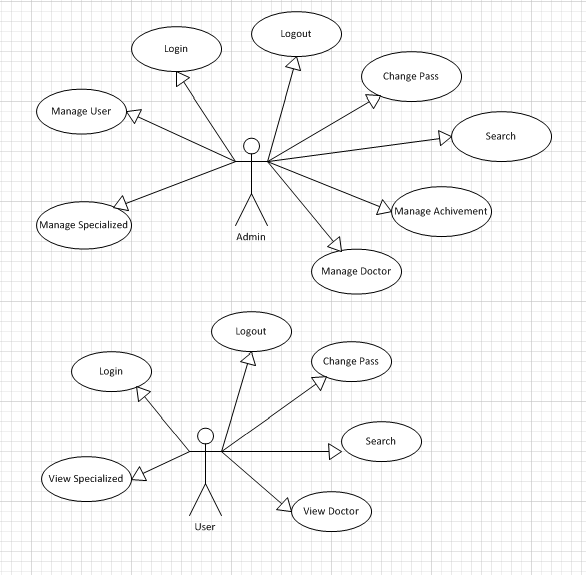 Logout
Login
Change Pass
Manage User
Search
Manage Achivement
Manage Specialized
Admin
Manage Doctor
Logout
Change Pass
Login
Search
View Specialized
View Doctor
User